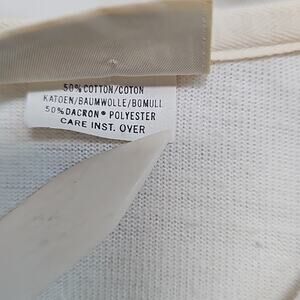 50% COTTON/COTON
KATOEN/BAUMWOLLE/BOMULL
50% DACRON® POLYESTER
CARE INST. OVER